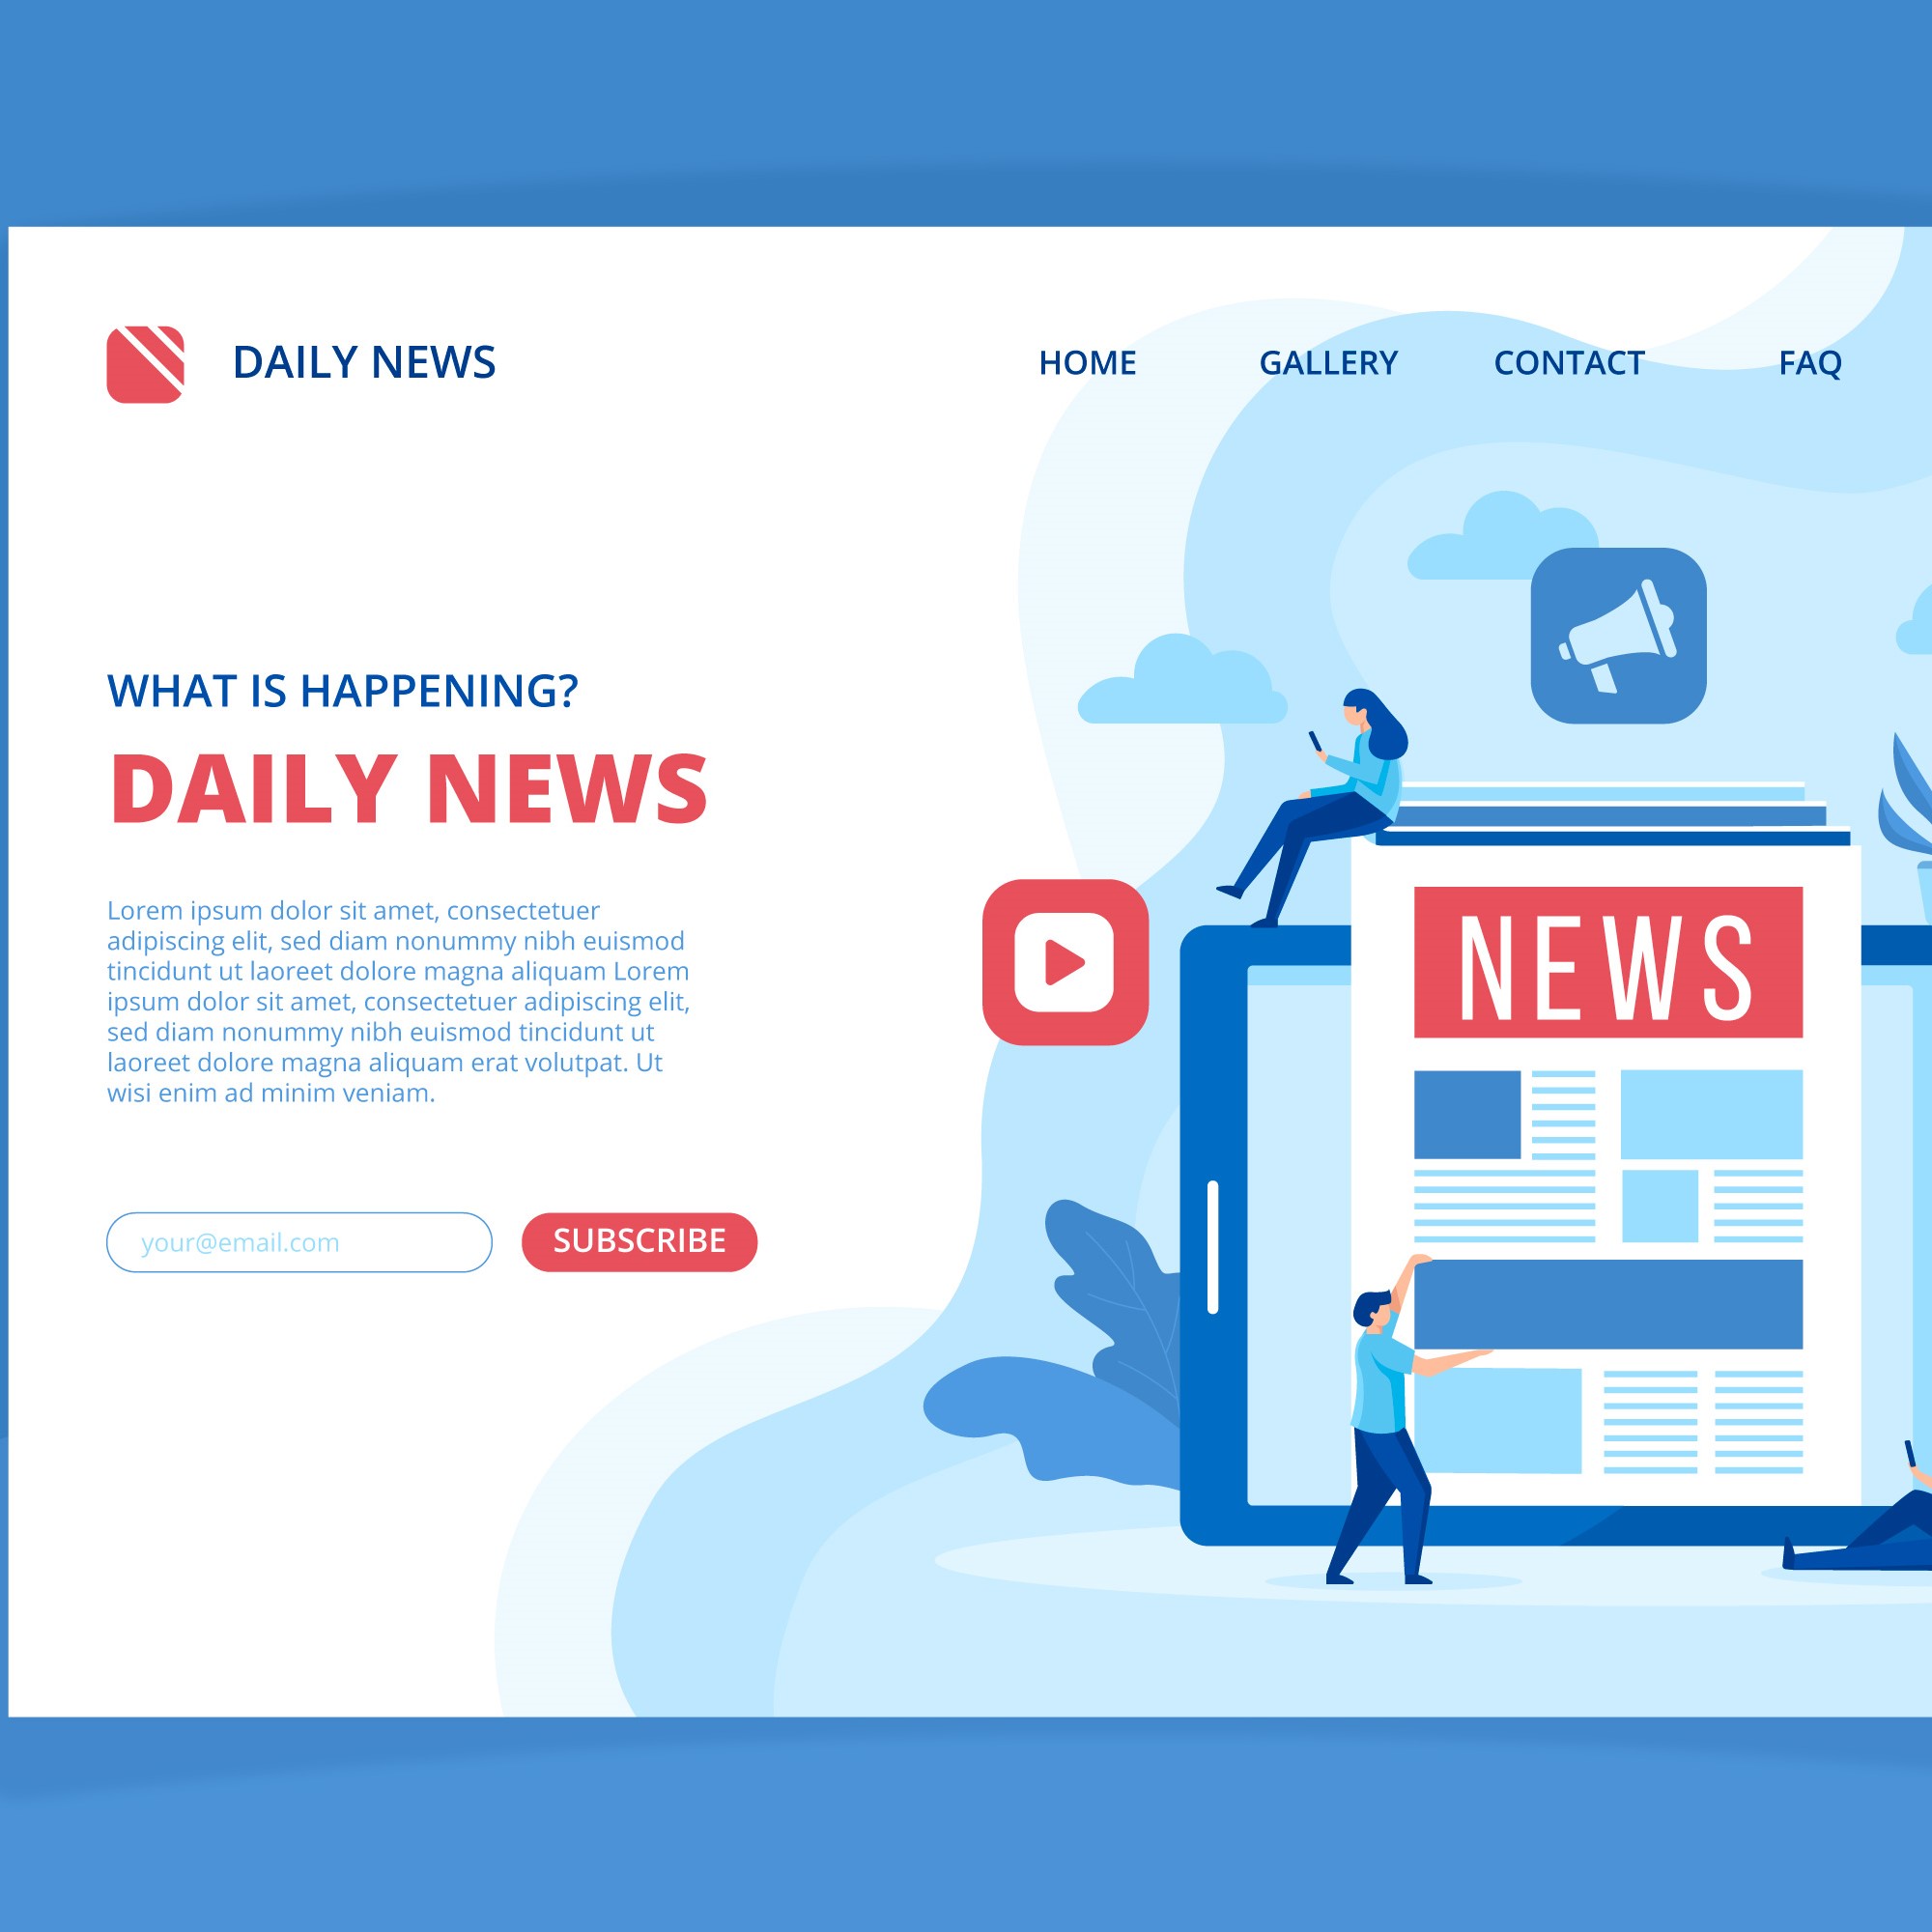 DAILY NEWS
HOME GALLERY CONTACT FAQ
WHAT IS HAPPENING?
DAILY NEWS
Lorem ipsum dolor sit amet, consectetuer
adipiscing elit, sed diam nonummy nibh euismod
tincidunt ut laoreet dolore magna aliquam Lorem
ipsum dolor sit amet, consectetuer adipiscing elit,
sed diam nonummy nibh euismod tincidunt ut
laoreet dolore magna aliquam erat volutpat. Ut
wisi enim ad minim veniam.
your@email.com
SUBSCRIBE
NEWS